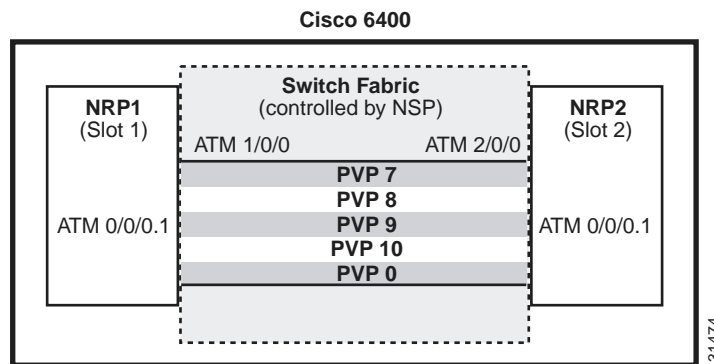 Cisco 6400
Switch Fabric
(controlled by NSP)
NRP1
(Slot 1)
NRP2
(Slot 2)
ATM 1/0/0
ATM 2/0/0
PVP 7
PVP 8
ATM 0/0/0.1
PVP 9
ATM 0/0/0.1
PVP 10
PVP 0
31474